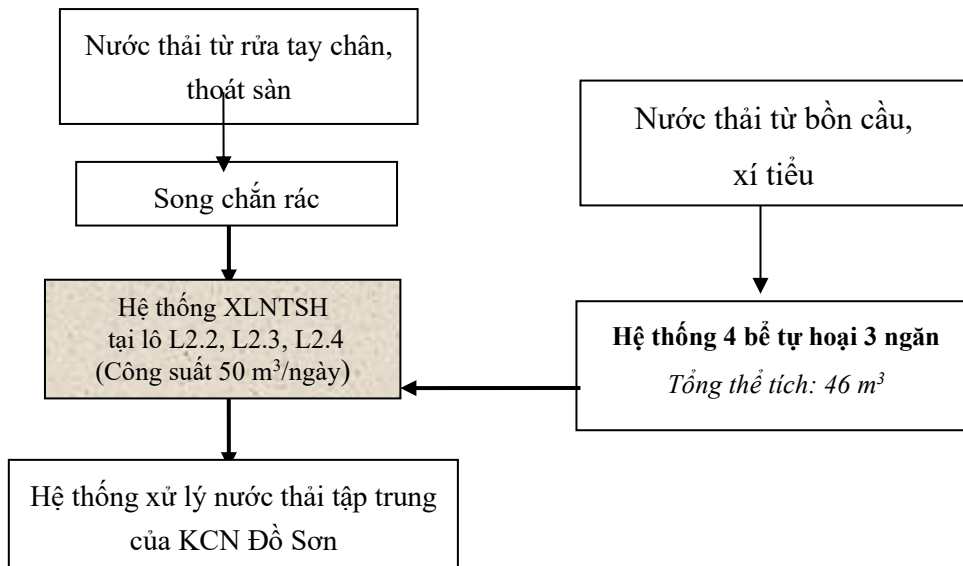 Nước thải từ rửa tay chân,
thoát sàn
Nước thải từ bồn cầu,
xí tiểu
Song chắn rác
Hệ thống XLNTSH
tại lô L2.2, L2.3, L2.4
(Công suất 50 m³/ngày)
Hệ thống 4 bể tự hoại 3 ngăn
Tổng thể tích: 46 m³
Hệ thống xử lý nước thải tập trung
của KCN Đồ Sơn